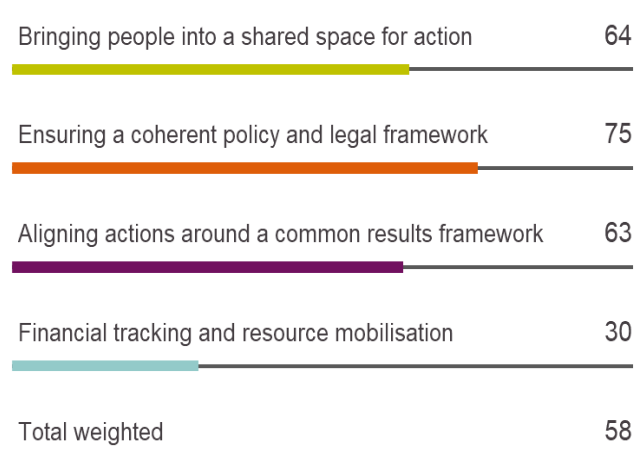 Bringing people into a shared space for action 64
Ensuring a coherent policy and legal framework 75
Aligning actions around a common results framework 63
Financial tracking and resource mobilisation 30
Total weighted 58